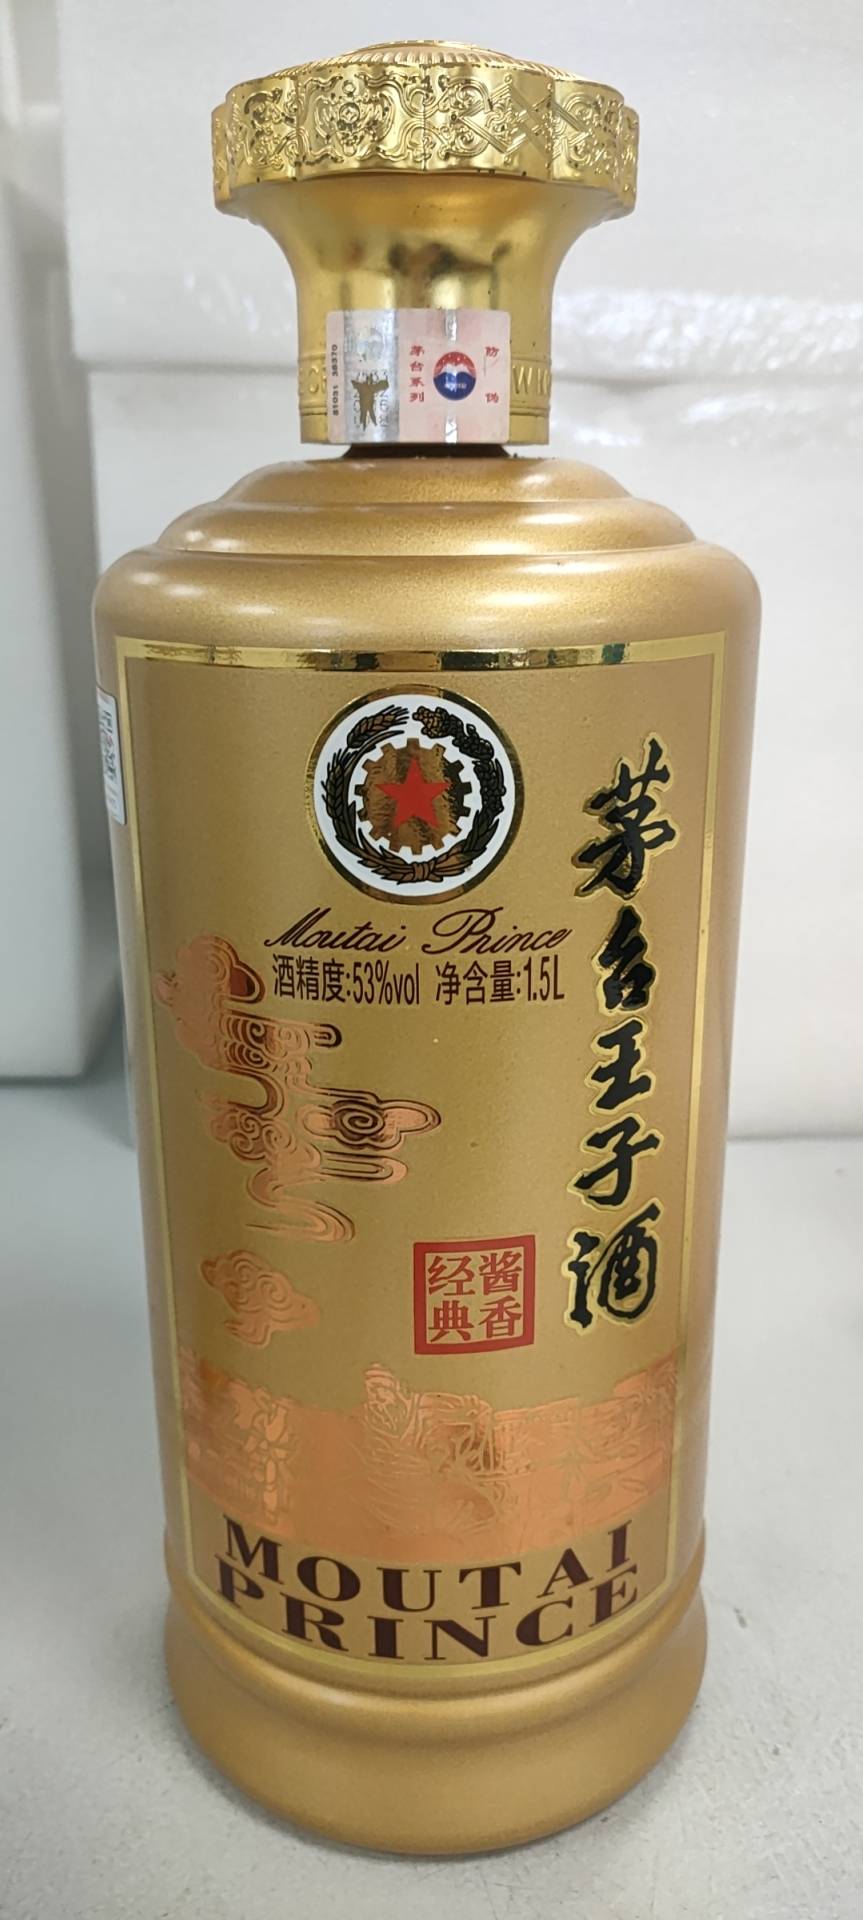 茅台系列
防伪
Moutai Prince
酒精度:53%vol 净含量:1.5L
茅台王子酒
酱香
经典
MOUTAI
PRINCE